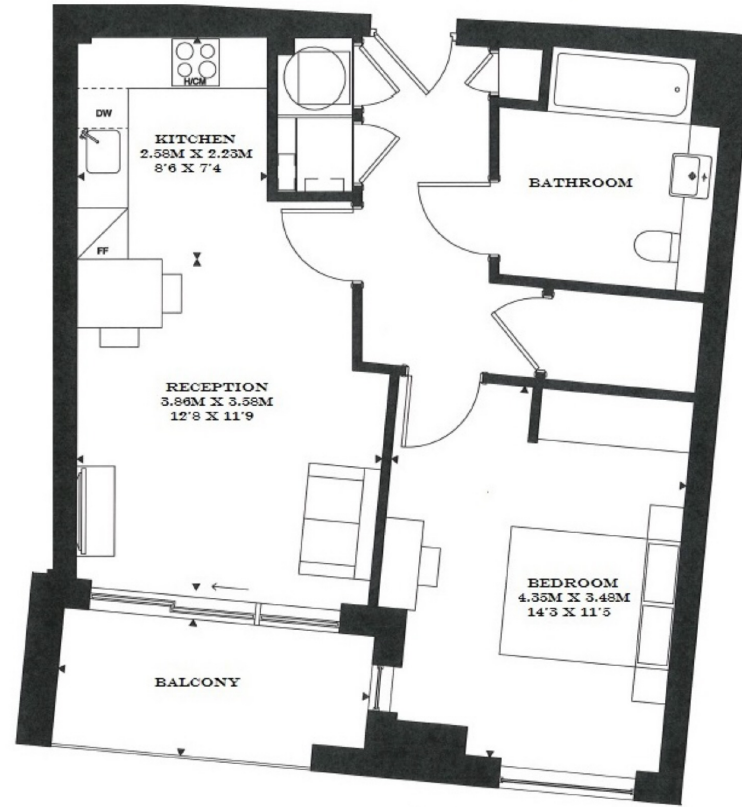 H/CM
DW
KITCHEN
2.58M X 2.23M
8'6 X 7'4
BATHROOM
FF
RECEPTION
3.86M X 3.58M
12'8 X 11'9
BEDROOM
4.35M X 3.48M
14'3 X 11'5
BALCONY